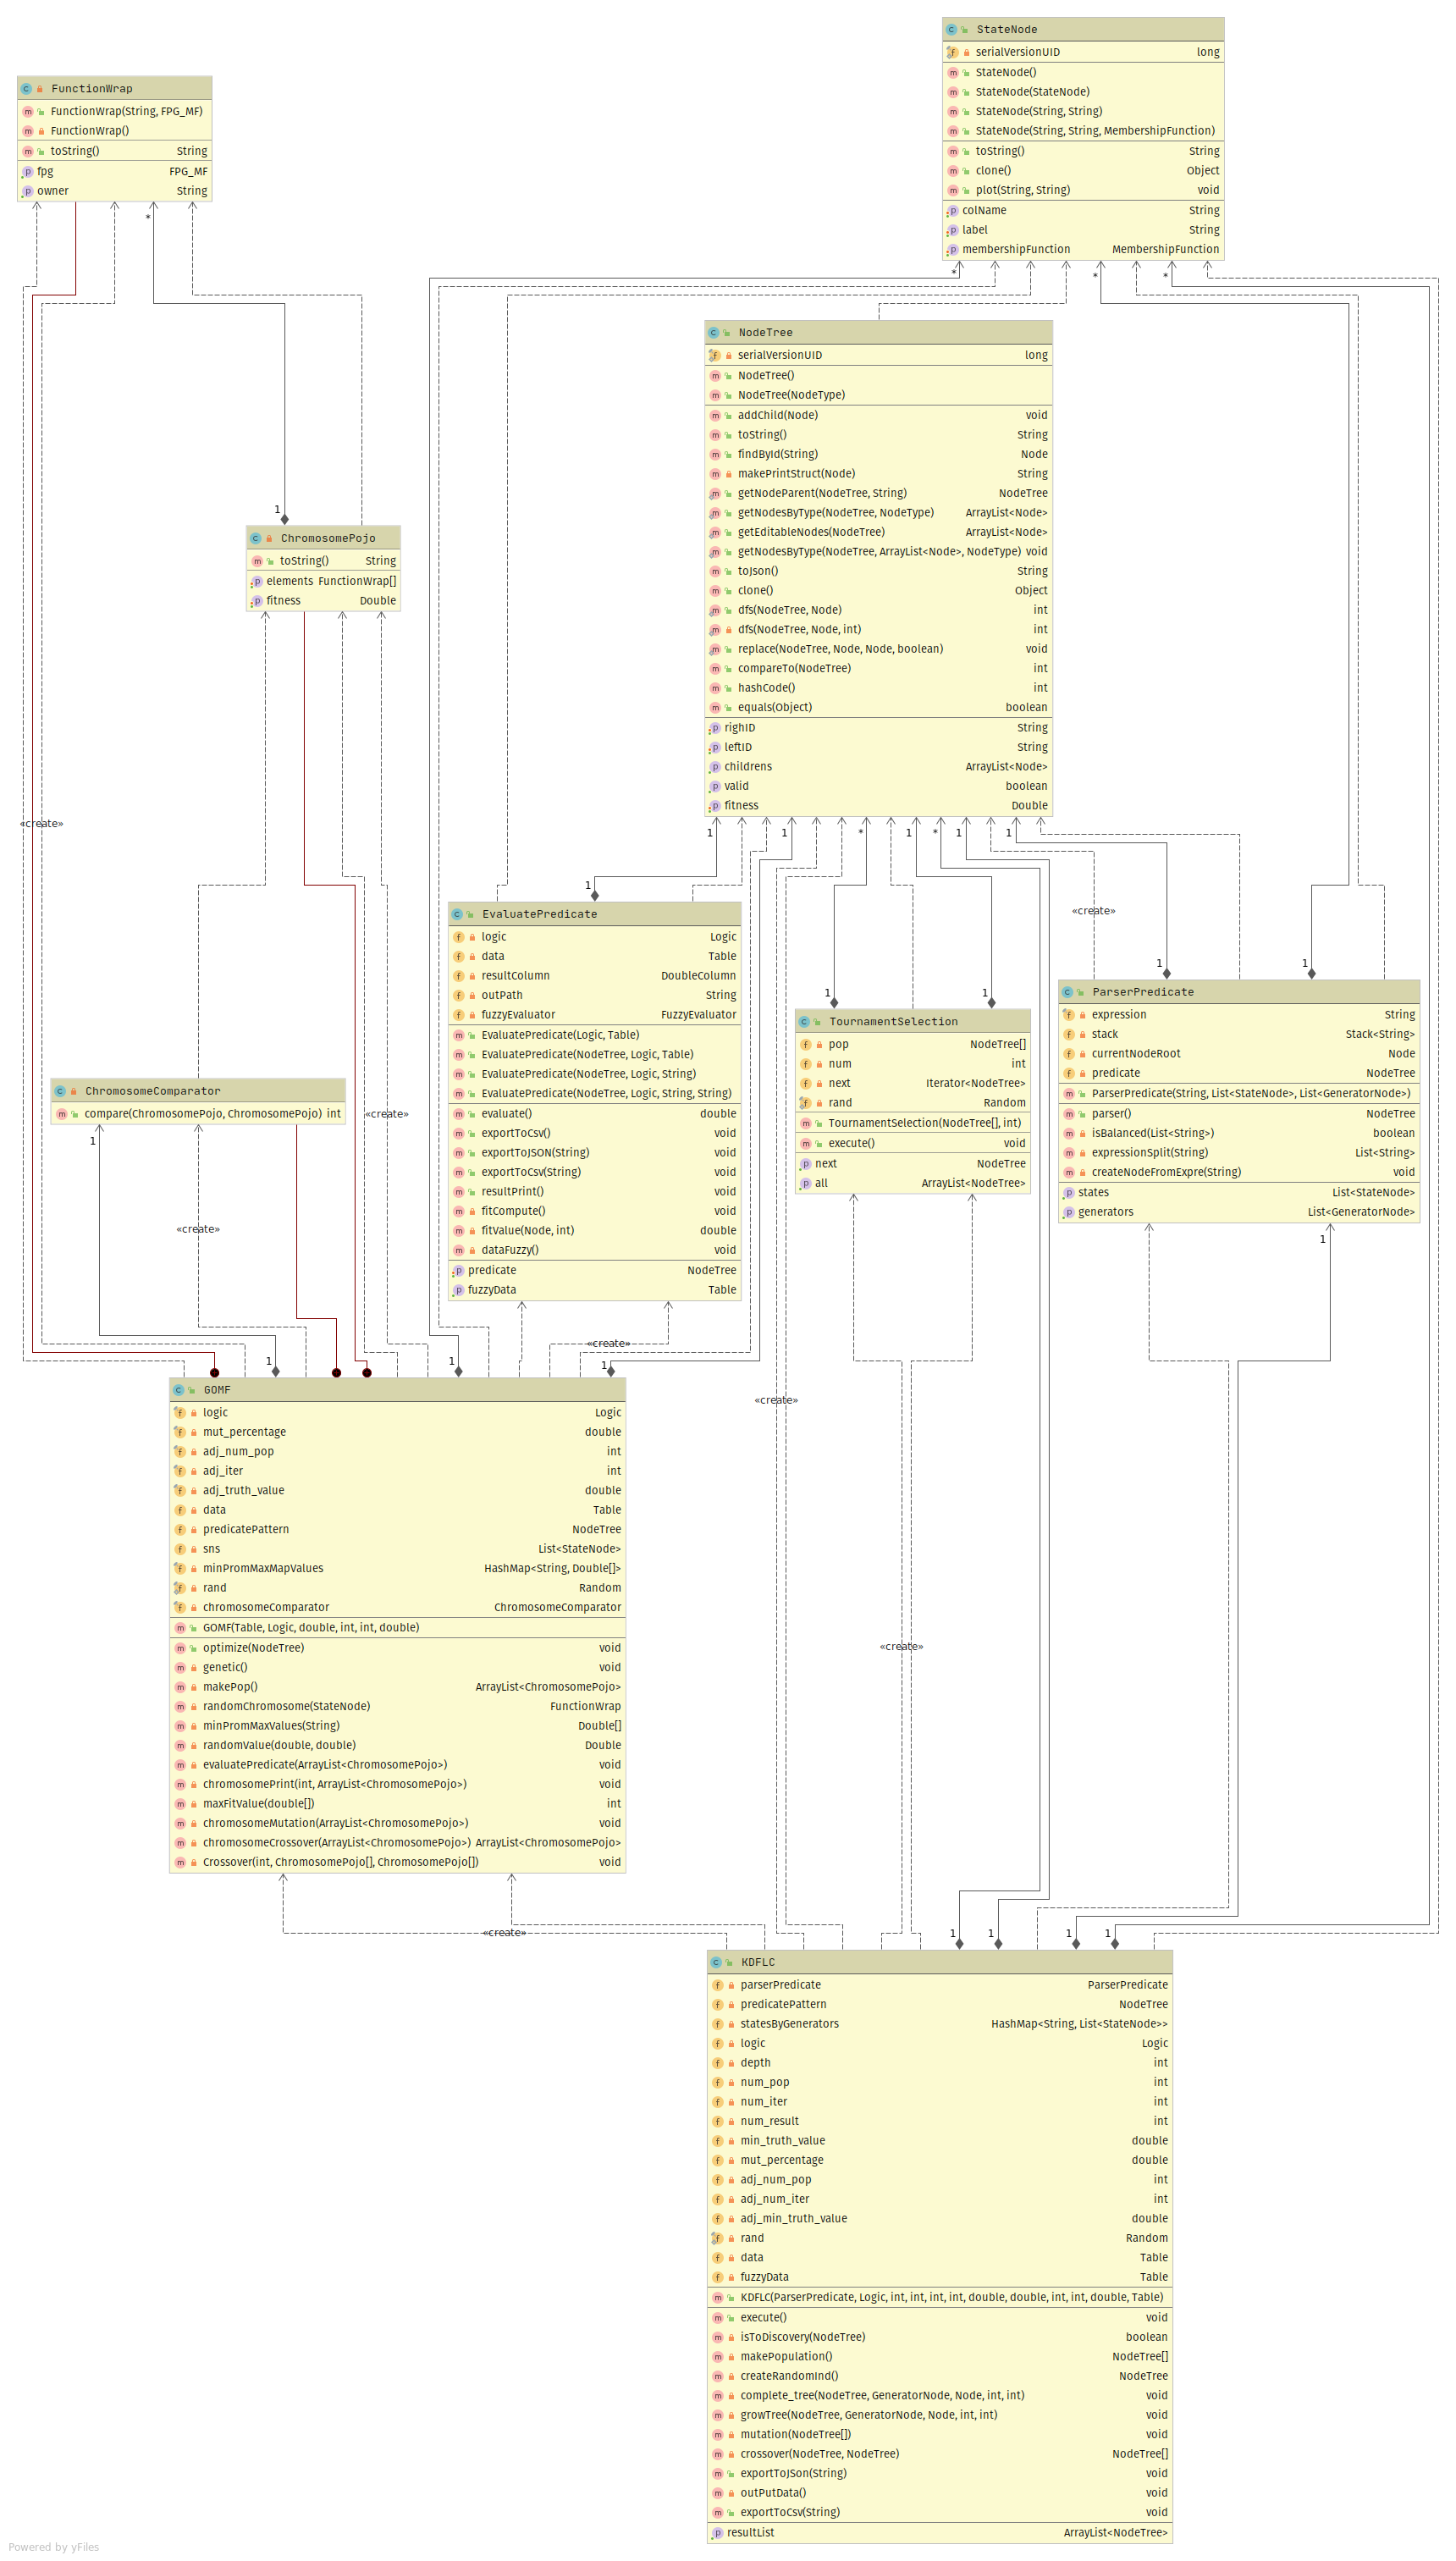 StateNode
serialVersionUID long
StateNode()
StateNode(StateNode)
StateNode(String, String)
StateNode(String, String, MembershipFunction)
toString() String
clone() Object
plot(String, String) void
colName String
label String
membershipFunction MembershipFunction
FunctionWrap
FunctionWrap(String, FPG_MF)
FunctionWrap()
toString() String
fpg FPG_MF
owner String
*
*
*
*
NodeTree
serialVersionUID long
NodeTree()
NodeTree(NodeType)
addChild(Node) void
toString() String
findById(String) Node
makePrintStruct(Node) String
getNodeParent(NodeTree, String) NodeTree
getNodesByType(NodeTree, NodeType) ArrayList<Node>
getEditableNodes(NodeTree) ArrayList<Node>
getNodesByType(NodeTree, ArrayList<Node>, NodeType) void
toJson() String
clone() Object
dfs(NodeTree, Node) int
dfs(NodeTree, Node, int) int
replace(NodeTree, Node, Node, boolean) void
compareTo(NodeTree) int
hashCode() int
equals(Object) boolean
righID String
leftID String
childrens ArrayList<Node>
valid boolean
fitness Double
1
ChromosomePojo
toString() String
elements FunctionWrap[]
fitness Double
«create»
1 1 * 1 * 1 1
1
«create»
EvaluatePredicate
logic Logic
data Table
resultColumn DoubleColumn
outPath String
fuzzyEvaluator FuzzyEvaluator
EvaluatePredicate(Logic, Table)
EvaluatePredicate(NodeTree, Logic, Table)
EvaluatePredicate(NodeTree, Logic, String)
EvaluatePredicate(NodeTree, Logic, String, String)
evaluate() double
exportToCsv() void
exportToJSON(String) void
exportToCsv(String) void
resultPrint() void
fitCompute() void
fitValue(Node, int) double
dataFuzzy() void
predicate NodeTree
fuzzyData Table
1 1
1 1
TournamentSelection
pop NodeTree[]
num int
next Iterator<NodeTree>
rand Random
TournamentSelection(NodeTree[], int)
execute() void
next NodeTree
all ArrayList<NodeTree>
ParserPredicate
expression String
stack Stack<String>
currentNodeRoot Node
predicate NodeTree
ParserPredicate(String, List<StateNode>, List<GeneratorNode>)
parser() NodeTree
isBalanced(List<String>) boolean
expressionSplit(String) List<String>
createNodeFromExpre(String) void
states List<StateNode>
generators List<GeneratorNode>
ChromosomeComparator
compare(ChromosomePojo, ChromosomePojo) int
«create»
1
«create»
1
«create»
1 1 1
GOMF
logic Logic
mut_percentage double
adj_num_pop int
adj_iter int
adj_truth_value double
data Table
predicatePattern NodeTree
sns List<StateNode>
minPromMaxMapValues HashMap<String, Double[]>
rand Random
chromosomeComparator ChromosomeComparator
GOMF(Table, Logic, double, int, int, double)
optimize(NodeTree) void
genetic() void
makePop() ArrayList<ChromosomePojo>
randomChromosome(StateNode) FunctionWrap
minPromMaxValues(String) Double[]
randomValue(double, double) Double
evaluatePredicate(ArrayList<ChromosomePojo>) void
chromosomePrint(int, ArrayList<ChromosomePojo>) void
maxFitValue(double[]) int
chromosomeMutation(ArrayList<ChromosomePojo>) void
chromosomeCrossover(ArrayList<ChromosomePojo>) ArrayList<ChromosomePojo>
Crossover(int, ChromosomePojo[], ChromosomePojo[]) void
«create»
«create»
«create»
1 1 1 1
KDFLC
parserPredicate ParserPredicate
predicatePattern NodeTree
statesByGenerators HashMap<String, List<StateNode>>
logic Logic
depth int
num_pop int
num_iter int
num_result int
min_truth_value double
mut_percentage double
adj_num_pop int
adj_num_iter int
adj_min_truth_value double
rand Random
data Table
fuzzyData Table
KDFLC(ParserPredicate, Logic, int, int, int, int, double, double, int, int, double, Table)
execute() void
isToDiscovery(NodeTree) boolean
makePopulation() NodeTree[]
createRandomInd() NodeTree
complete_tree(NodeTree, GeneratorNode, Node, int, int) void
growTree(NodeTree, GeneratorNode, Node, int, int) void
mutation(NodeTree[]) void
crossover(NodeTree, NodeTree) NodeTree[]
exportToJSon(String) void
outPutData() void
exportToCsv(String) void
resultList ArrayList<NodeTree>
Powered by yFiles